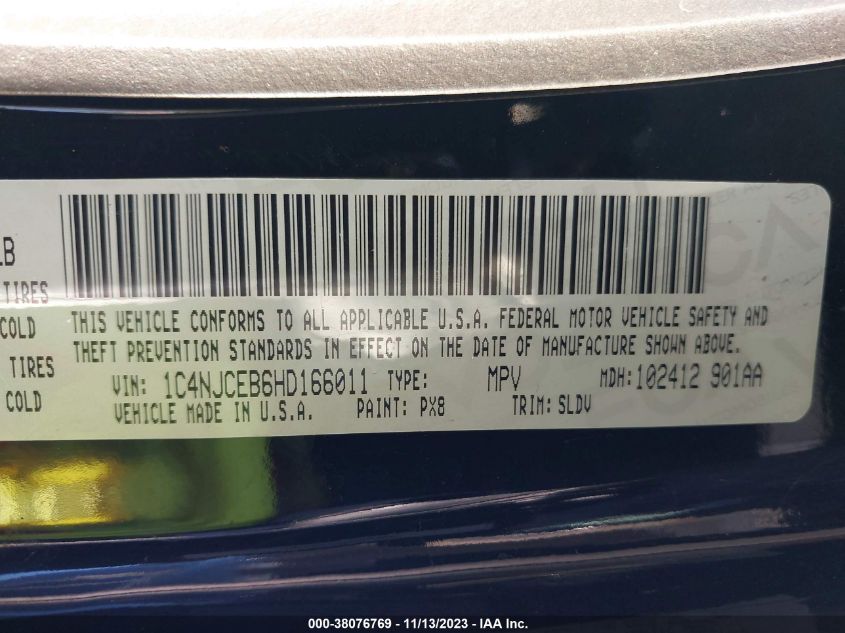 LB
TIRES
COLD
TIRES
COLD
THIS VEHICLE CONFORMS TO ALL APPLICABLE U.S.A. FEDERAL MOTOR VEHICLE SAFETY AND
THEFT PREVENTION STANDARDS IN EFFECT ON THE DATE OF MANUFACTURE SHOWN ABOVE.
VIN: 1C4NJCEB6HD166011 TYPE: MPV MDH:102412 901AA
VEHICLE MADE IN U.S.A. PAINT: PX8 TRIM: SLDV
000-38076769 - 11/13/2023 - IAA Inc.